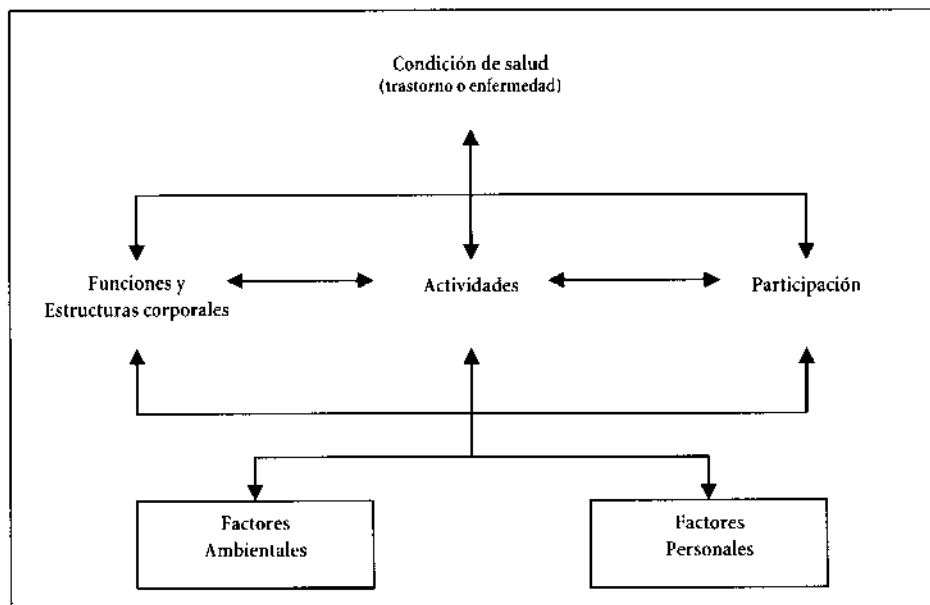 Condición de salud
(trastorno o enfermedad)
Funciones y
Estructuras corporales
Actividades
Participación
Factores
Ambientales
Factores
Personales